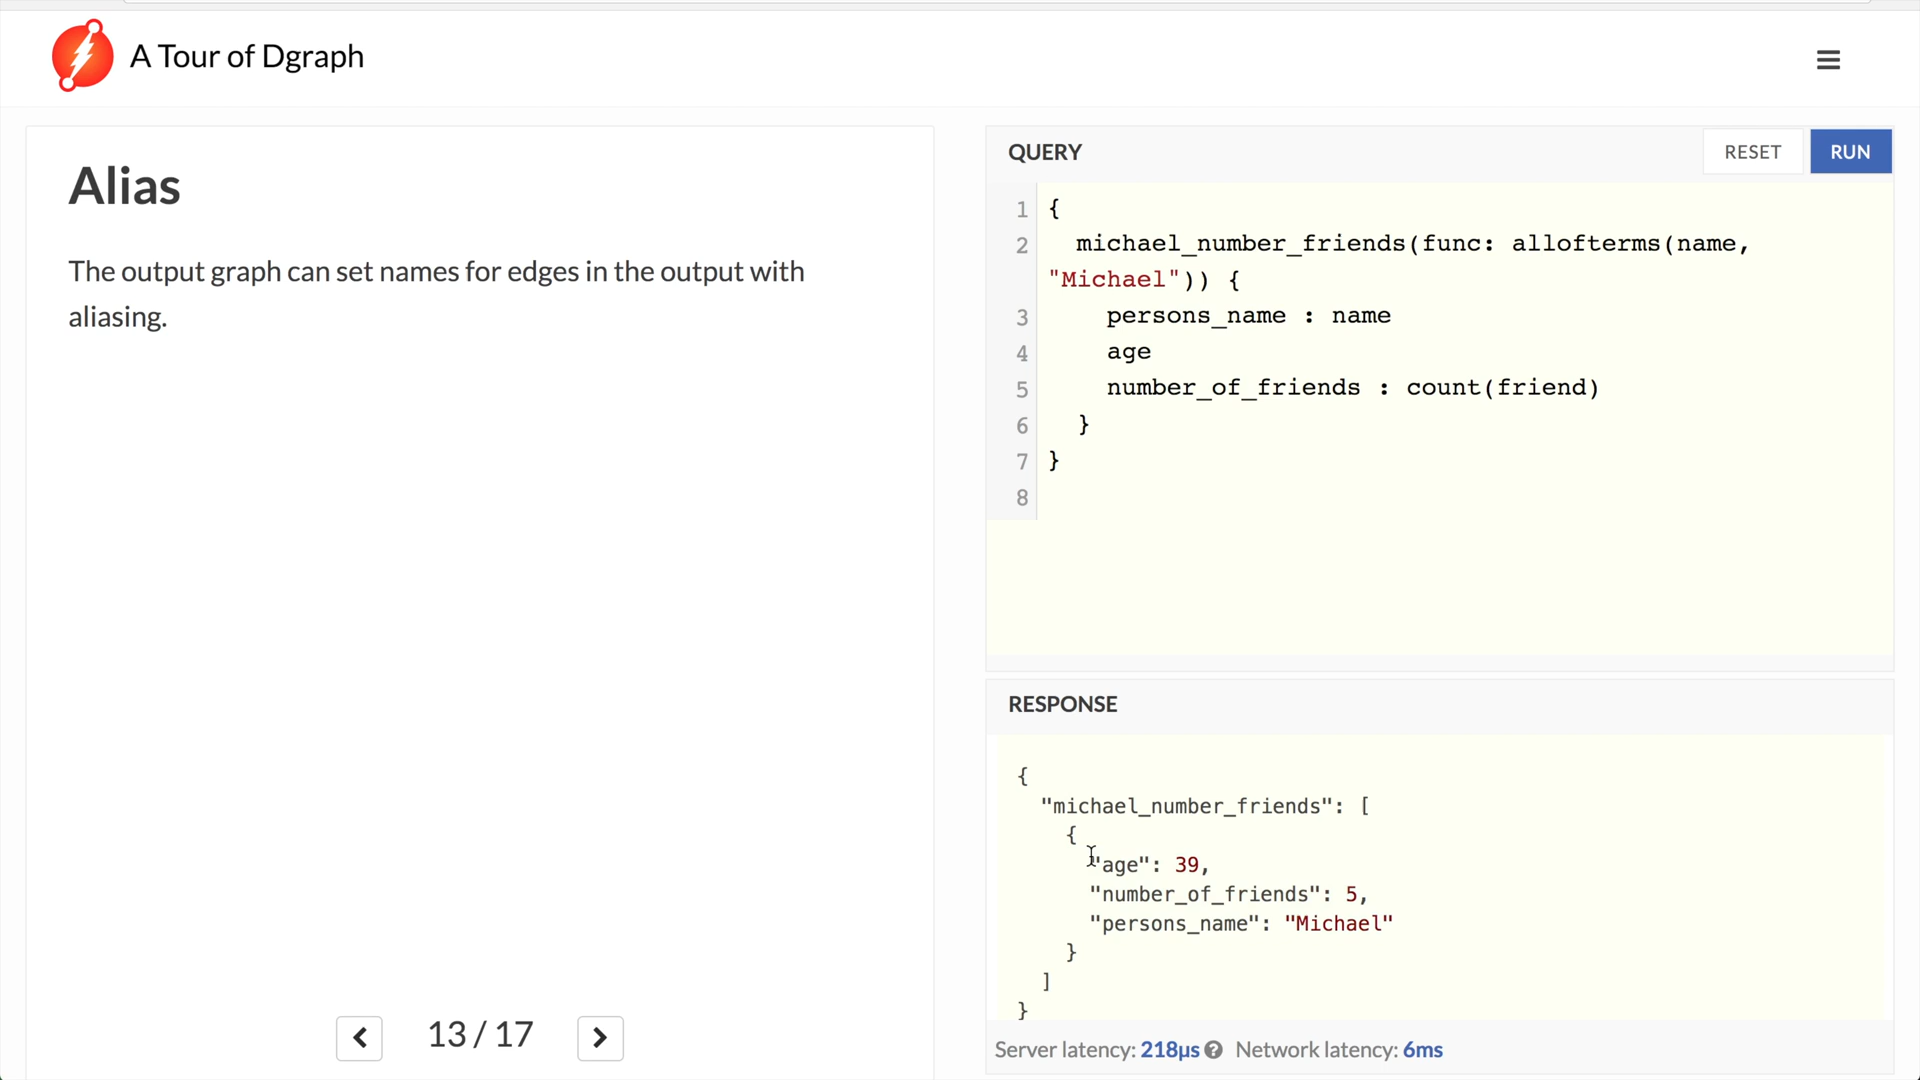 A Tour of Dgraph
Alias
The output graph can set names for edges in the output with
aliasing.
13 / 17
QUERY
RESET
RUN
1 {
2   michael_number_friends(func: allofterms(name,
"Michael")) {
3     persons_name : name
4     age
5     number_of_friends : count(friend)
6   }
7 }
8
RESPONSE
{
  "michael_number_friends": [
    {
      "age": 39,
      "number_of_friends": 5,
      "persons_name": "Michael"
    }
  ]
}
Server latency: 218µs ? Network latency: 6ms